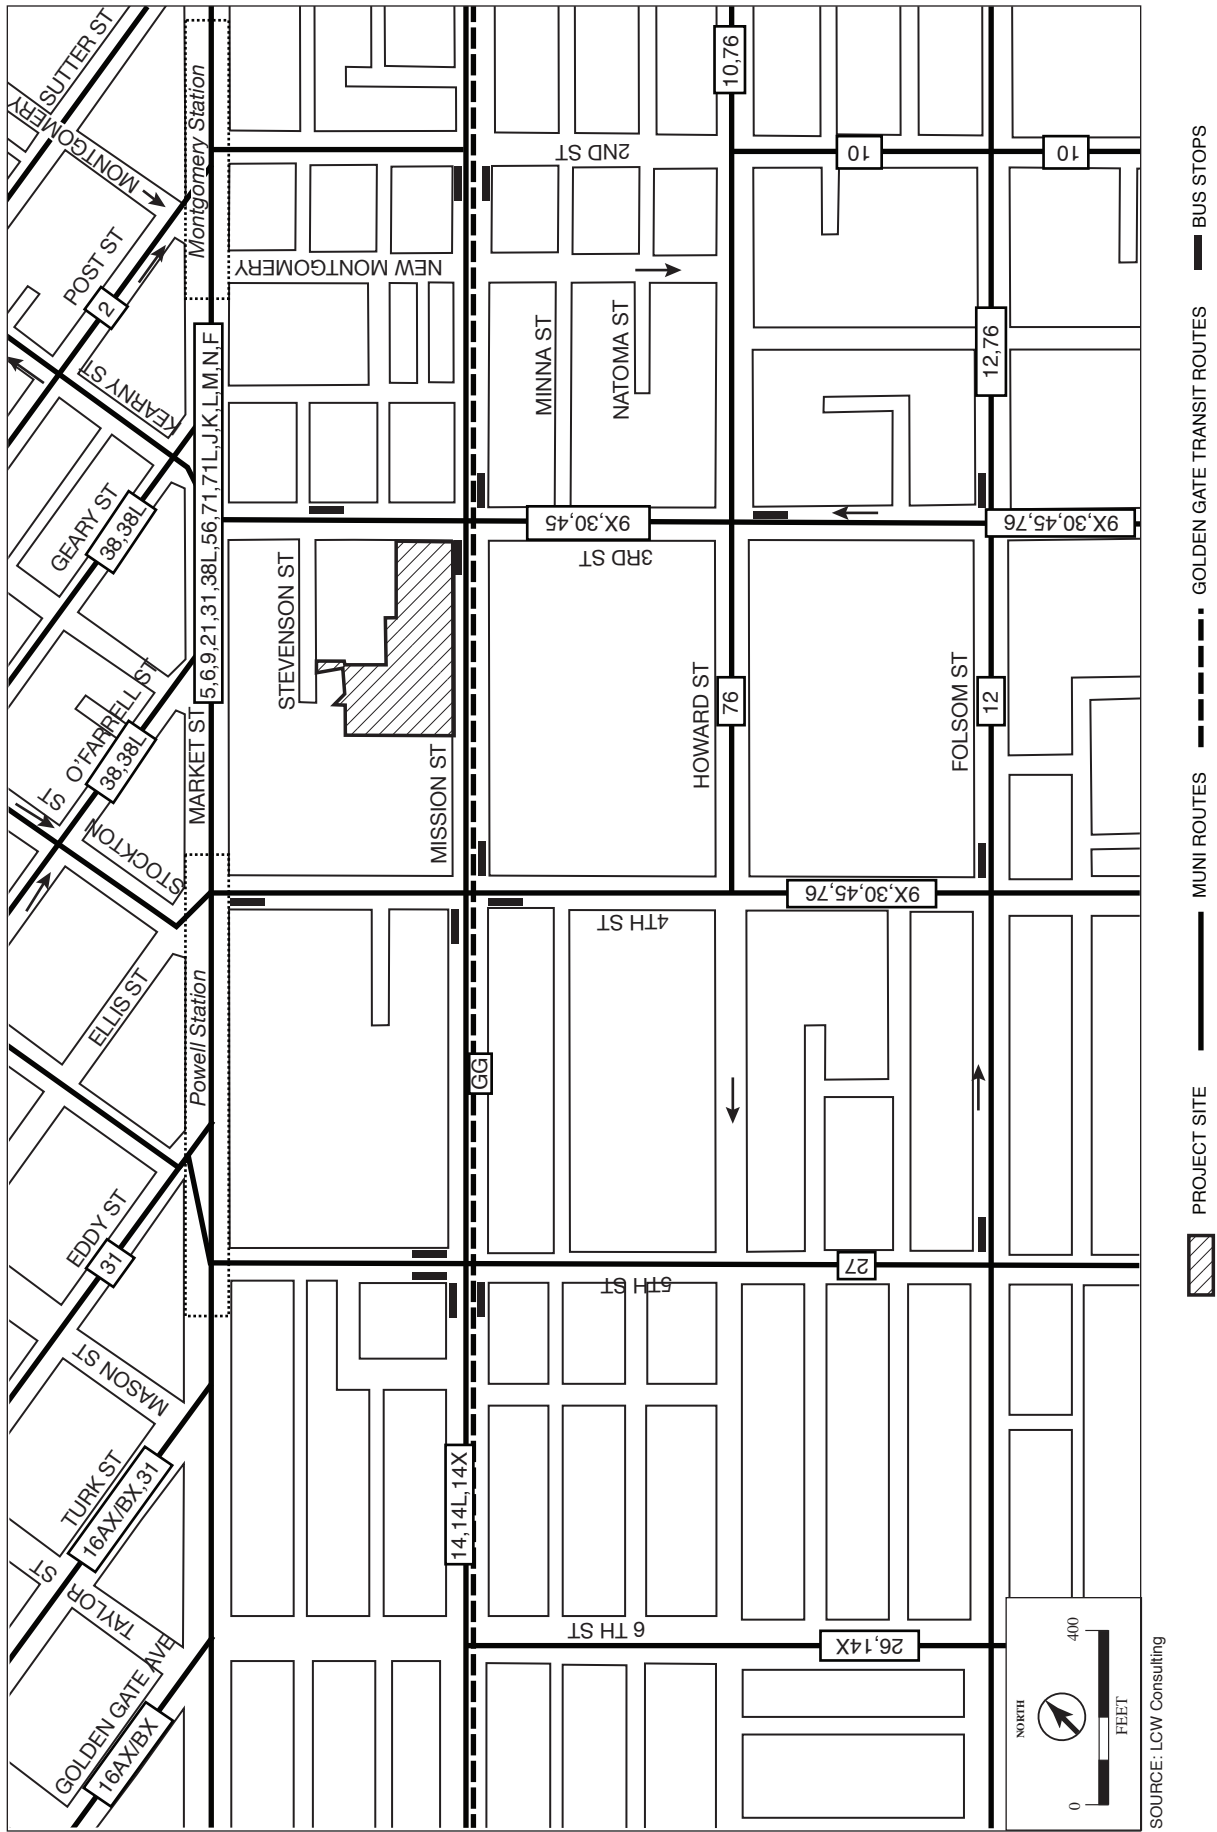 SUTTER ST
MONTGOMERY
Montgomery Station
POST ST
2
KEARNY ST
GEARY ST
38,38L
O'FARRELL ST
38,38L
STOCKTON
ST
ELLIS ST
Powell Station
EDDY ST
31
MASON ST
TURK ST
16AX/BX,31
TAYLOR
ST
GOLDEN GATE AVE
16AX/BX
MARKET ST
5,6,9,21,31,38L,56,71,71L,J,K,L,M,N,F
NEW MONTGOMERY
STEVENSON ST
MISSION ST
GG
14,14L,14X
2ND ST
MINNA ST
NATOMA ST
9X,30,45
3RD ST
4TH ST
5TH ST
6 TH ST
10,76
HOWARD ST
76
10
10
12,76
9X,30,45,76
FOLSOM ST
12
9X,30,45,76
27
26,14X
NORTH
0
400
FEET
SOURCE: LCW Consulting
PROJECT SITE
MUNI ROUTES
GOLDEN GATE TRANSIT ROUTES
BUS STOPS